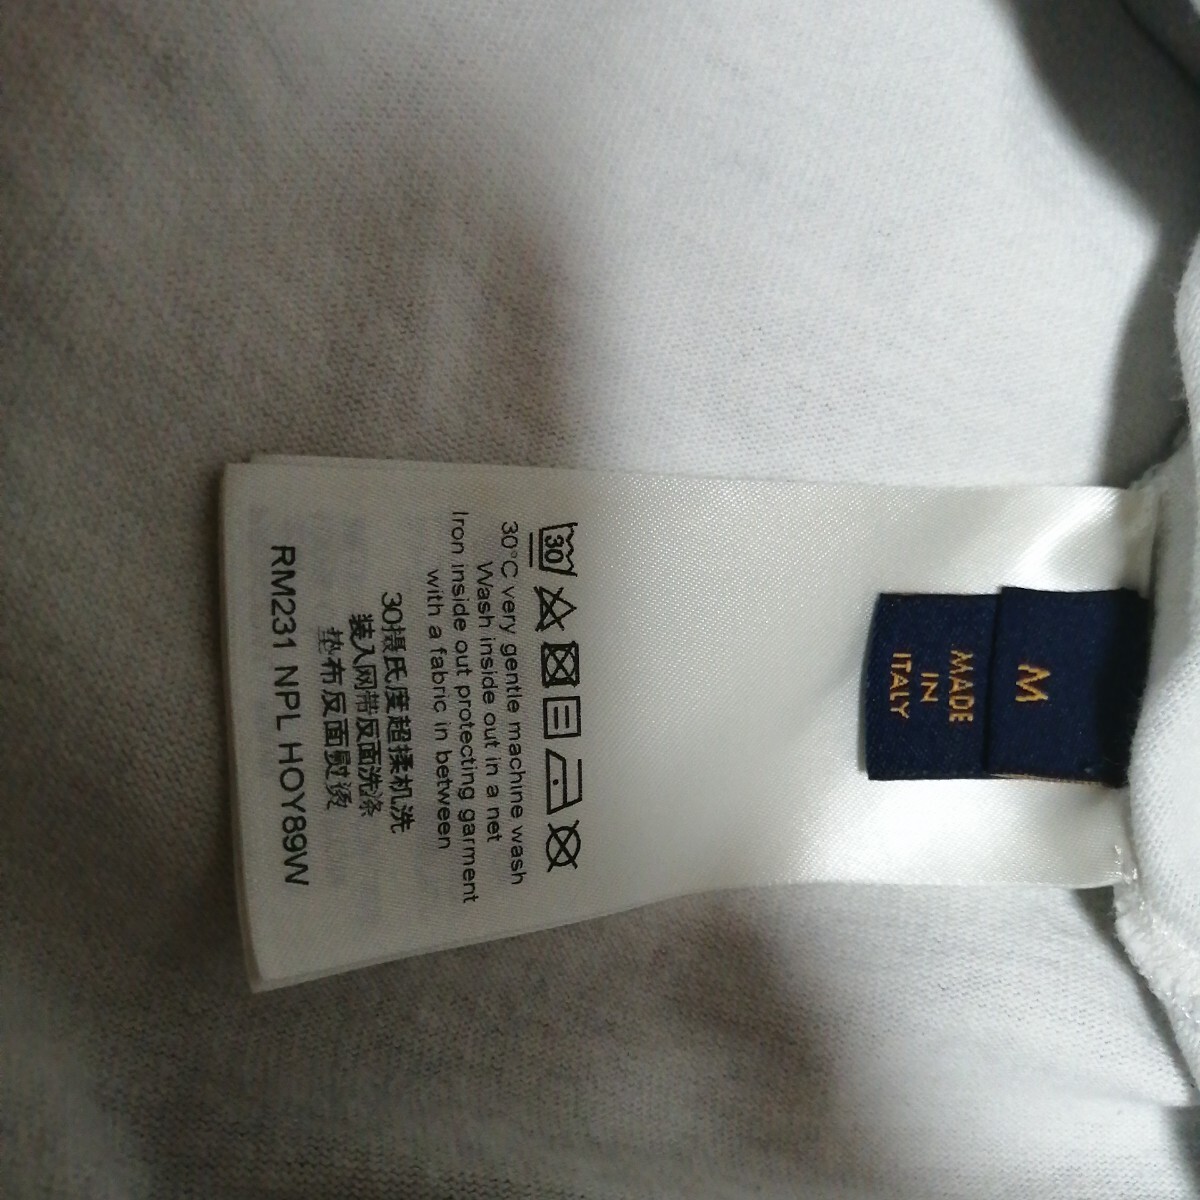 M
MADE
IN
ITALY
30
30°C very gentle machine wash
Wash inside out in a net
Iron inside out protecting garment
with a fabric in between
30摄氏度超揉机洗
装入网带反面洗涤
垫布反面熨烫
RM231 NPL HOY89W